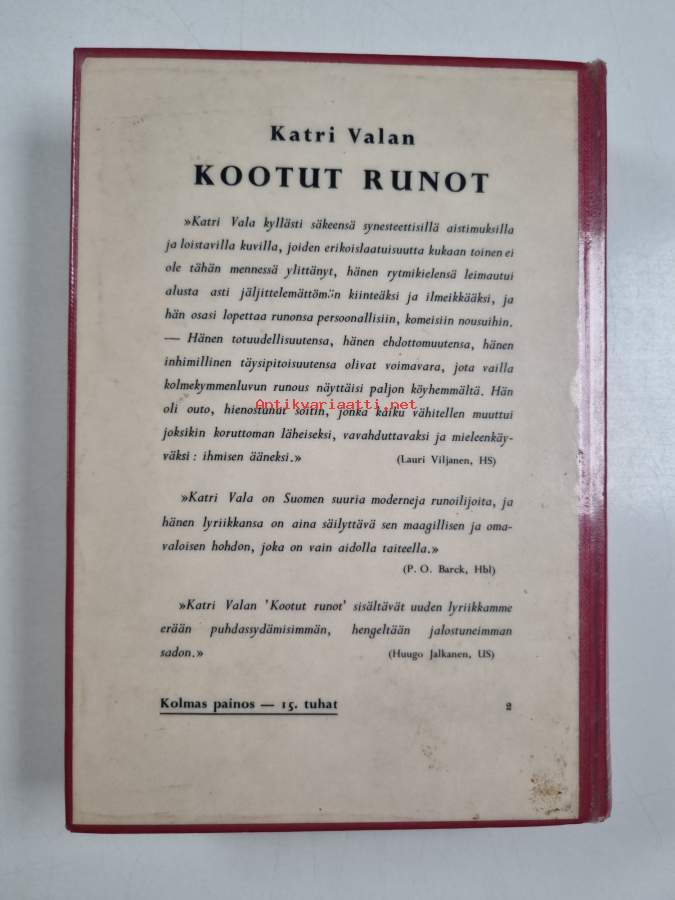 Katri Valan
KOOTUT RUNOT
»Katri Vala kyllästi säkeensä synesteettisillä aistimuksilla
ja loistavilla kuvilla, joiden erikoislaatuisuutta kukaan toinen ei
ole tähän mennessä ylittänyt, hänen rytmikielensä leimautui
alusta asti jäljittelemättömän kiinteäksi ja ilmeikkääksi, ja
hän osasi lopettaa runonsa persoonallisiin, komeisiin nousuihin.
— Hänen totuudellisuutensa, hänen ehdottomuutensa, hänen
inhimillinen täysipitoisuutensa olivat voimavara, jota vailla
kolmekymmenluvun runous näyttäisi paljon köyhemmältä. Hän
Antikvariaatti.net
oli outo, hienostunut soitin, jonka kaiku vähitellen muuttui
joksikin koruttoman läheiseksi, vavahduttavaksi ja mieleenkäy-
väksi: ihmisen ääneksi.» (Lauri Viljanen, HS)
»Katri Vala on Suomen suuria moderneja runoilijoita, ja
hänen lyriikkansa on aina säilyttävä sen maagillisen ja oma-
valoisen hohdon, joka on vain aidolla taiteella.»
(P. O. Barck, Hbl)
»Katri Valan 'Kootut runot' sisältävät uuden lyriikkamme
erään puhdassydämisimmän, hengeltään jalostuneimman
sadon.» (Huugo Jalkanen, US)
Kolmas painos — 15. tuhat 2